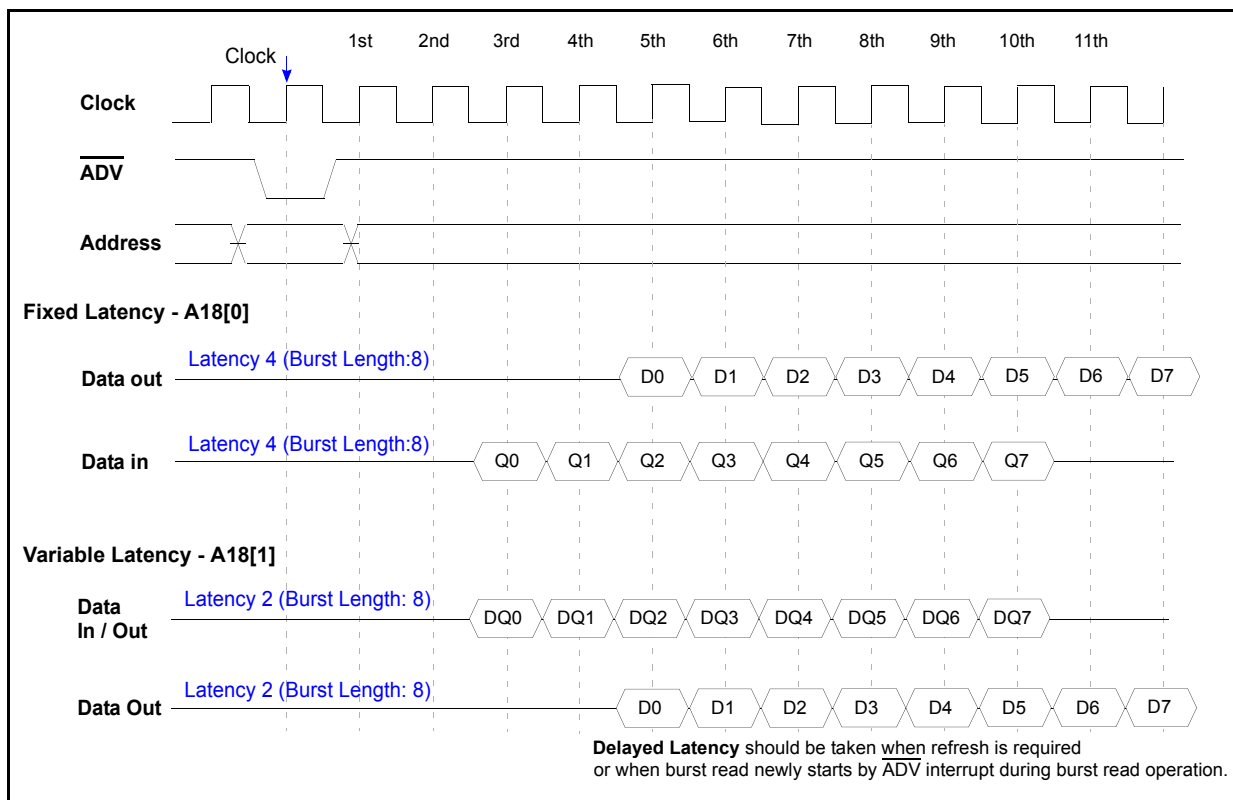 1st 2nd 3rd 4th 5th 6th 7th 8th 9th 10th 11th
Clock
Clock
ADV
Address
Fixed Latency - A18[0]
Latency 4 (Burst Length:8)
Data out D0 D1 D2 D3 D4 D5 D6 D7
Latency 4 (Burst Length:8)
Data in Q0 Q1 Q2 Q3 Q4 Q5 Q6 Q7
Variable Latency - A18[1]
Latency 2 (Burst Length: 8)
Data
In / Out
DQ0 DQ1 DQ2 DQ3 DQ4 DQ5 DQ6 DQ7
Latency 2 (Burst Length: 8)
Data Out D0 D1 D2 D3 D4 D5 D6 D7
Delayed Latency should be taken when refresh is required
or when burst read newly starts by ADV interrupt during burst read operation.